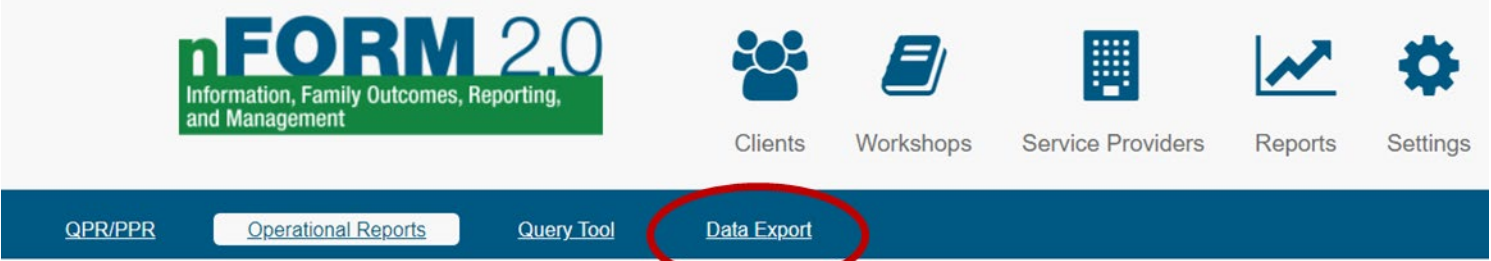 nFORM 2.0
Information, Family Outcomes, Reporting,
and Management
Clients Workshops Service Providers Reports Settings
QPR/PPR Operational Reports Query Tool Data Export